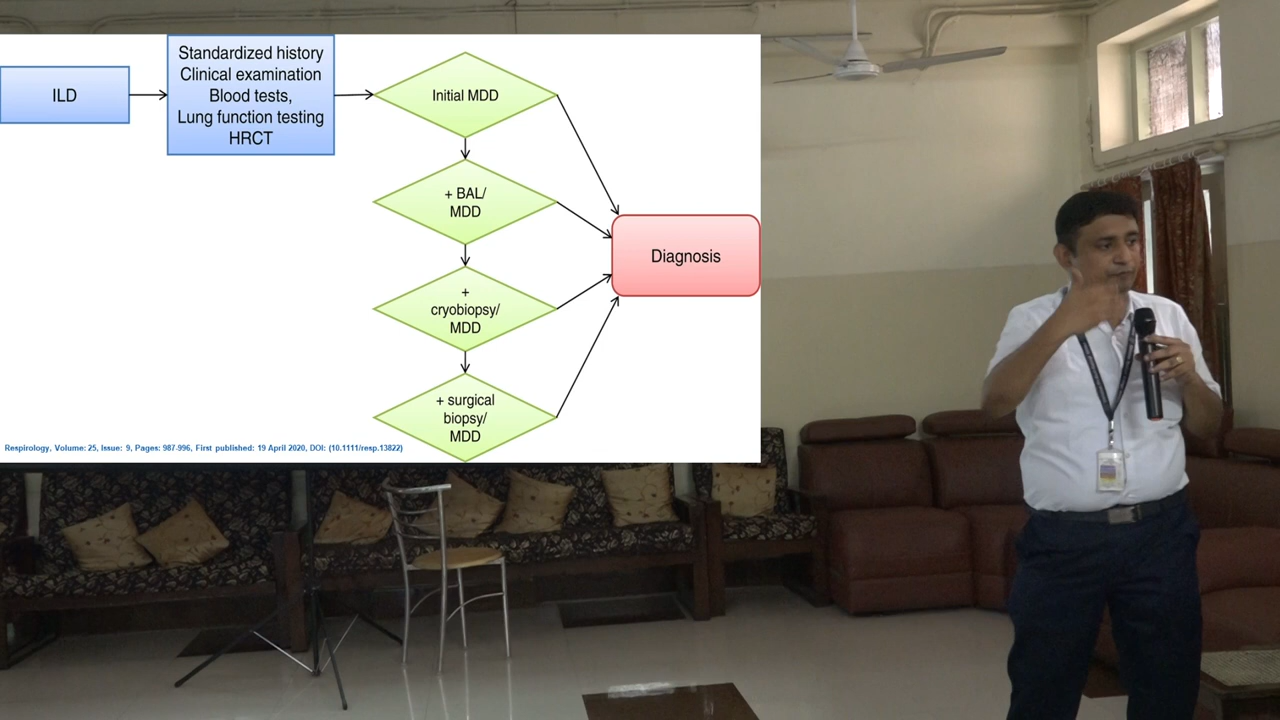 ILD
Standardized history
Clinical examination
Blood tests,
Lung function testing
HRCT
Initial MDD
+ BAL/
MDD
+
cryobiopsy/
MDD
+ surgical
biopsy/
MDD
Diagnosis
Respirology, Volume: 25, Issue: 9, Pages: 987-996, First published: 19 April 2020, DOI: (10.1111/resp.13822)